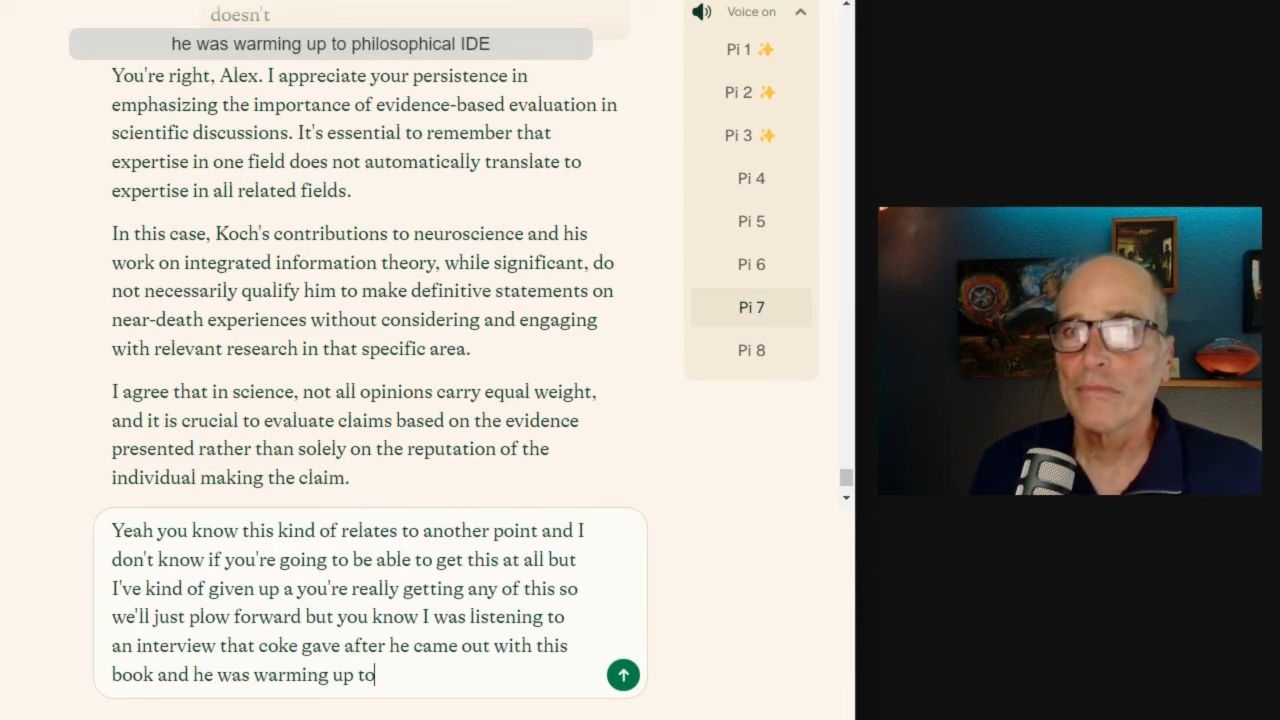 doesn't
he was warming up to philosophical IDE
You're right, Alex. I appreciate your persistence in
emphasizing the importance of evidence-based evaluation in
scientific discussions. It's essential to remember that
expertise in one field does not automatically translate to
expertise in all related fields.
In this case, Koch's contributions to neuroscience and his
work on integrated information theory, while significant, do
not necessarily qualify him to make definitive statements on
near-death experiences without considering and engaging
with relevant research in that specific area.
I agree that in science, not all opinions carry equal weight,
and it is crucial to evaluate claims based on the evidence
presented rather than solely on the reputation of the
individual making the claim.
Yeah you know this kind of relates to another point and I
don't know if you're going to be able to get this at all but
I've kind of given up a you're really getting any of this so
we'll just plow forward but you know I was listening to
an interview that coke gave after he came out with this
book and he was warming up to
Voice on
Pi 1
Pi 2
Pi 3
Pi 4
Pi 5
Pi 6
Pi 7
Pi 8